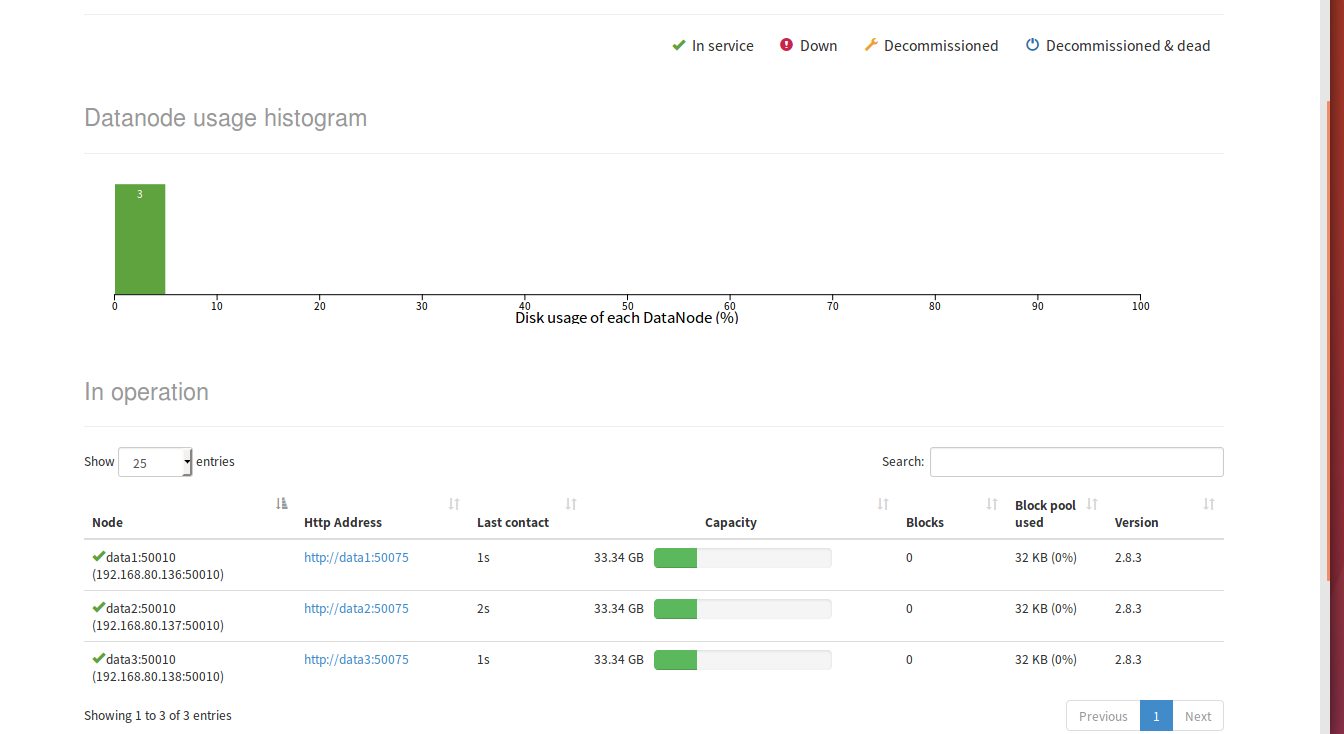 In service Down Decommissioned Decommissioned & dead
Datanode usage histogram
3
0 10 20 30 40 50 60 70 80 90 100
Disk usage of each DataNode (%)
In operation
Show 25 entries Search:
Node Http Address Last contact Capacity Blocks Block pool used Version
data1:50010 http://data1:50075 1s 33.34 GB 0 32 KB (0%) 2.8.3
(192.168.80.136:50010)
data2:50010 http://data2:50075 2s 33.34 GB 0 32 KB (0%) 2.8.3
(192.168.80.137:50010)
data3:50010 http://data3:50075 1s 33.34 GB 0 32 KB (0%) 2.8.3
(192.168.80.138:50010)
Showing 1 to 3 of 3 entries Previous 1 Next